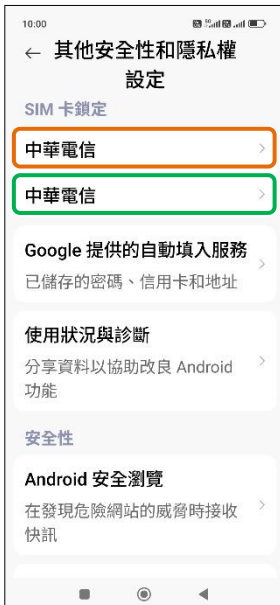 10:00
← 其他安全性和隱私權
設定
SIM 卡鎖定
中華電信
中華電信
Google 提供的自動填入服務
已儲存的密碼、信用卡和地址
使用狀況與診斷
分享資料以協助改良 Android
功能
安全性
Android 安全瀏覽
在發現危險網站的威脅時接收
快訊